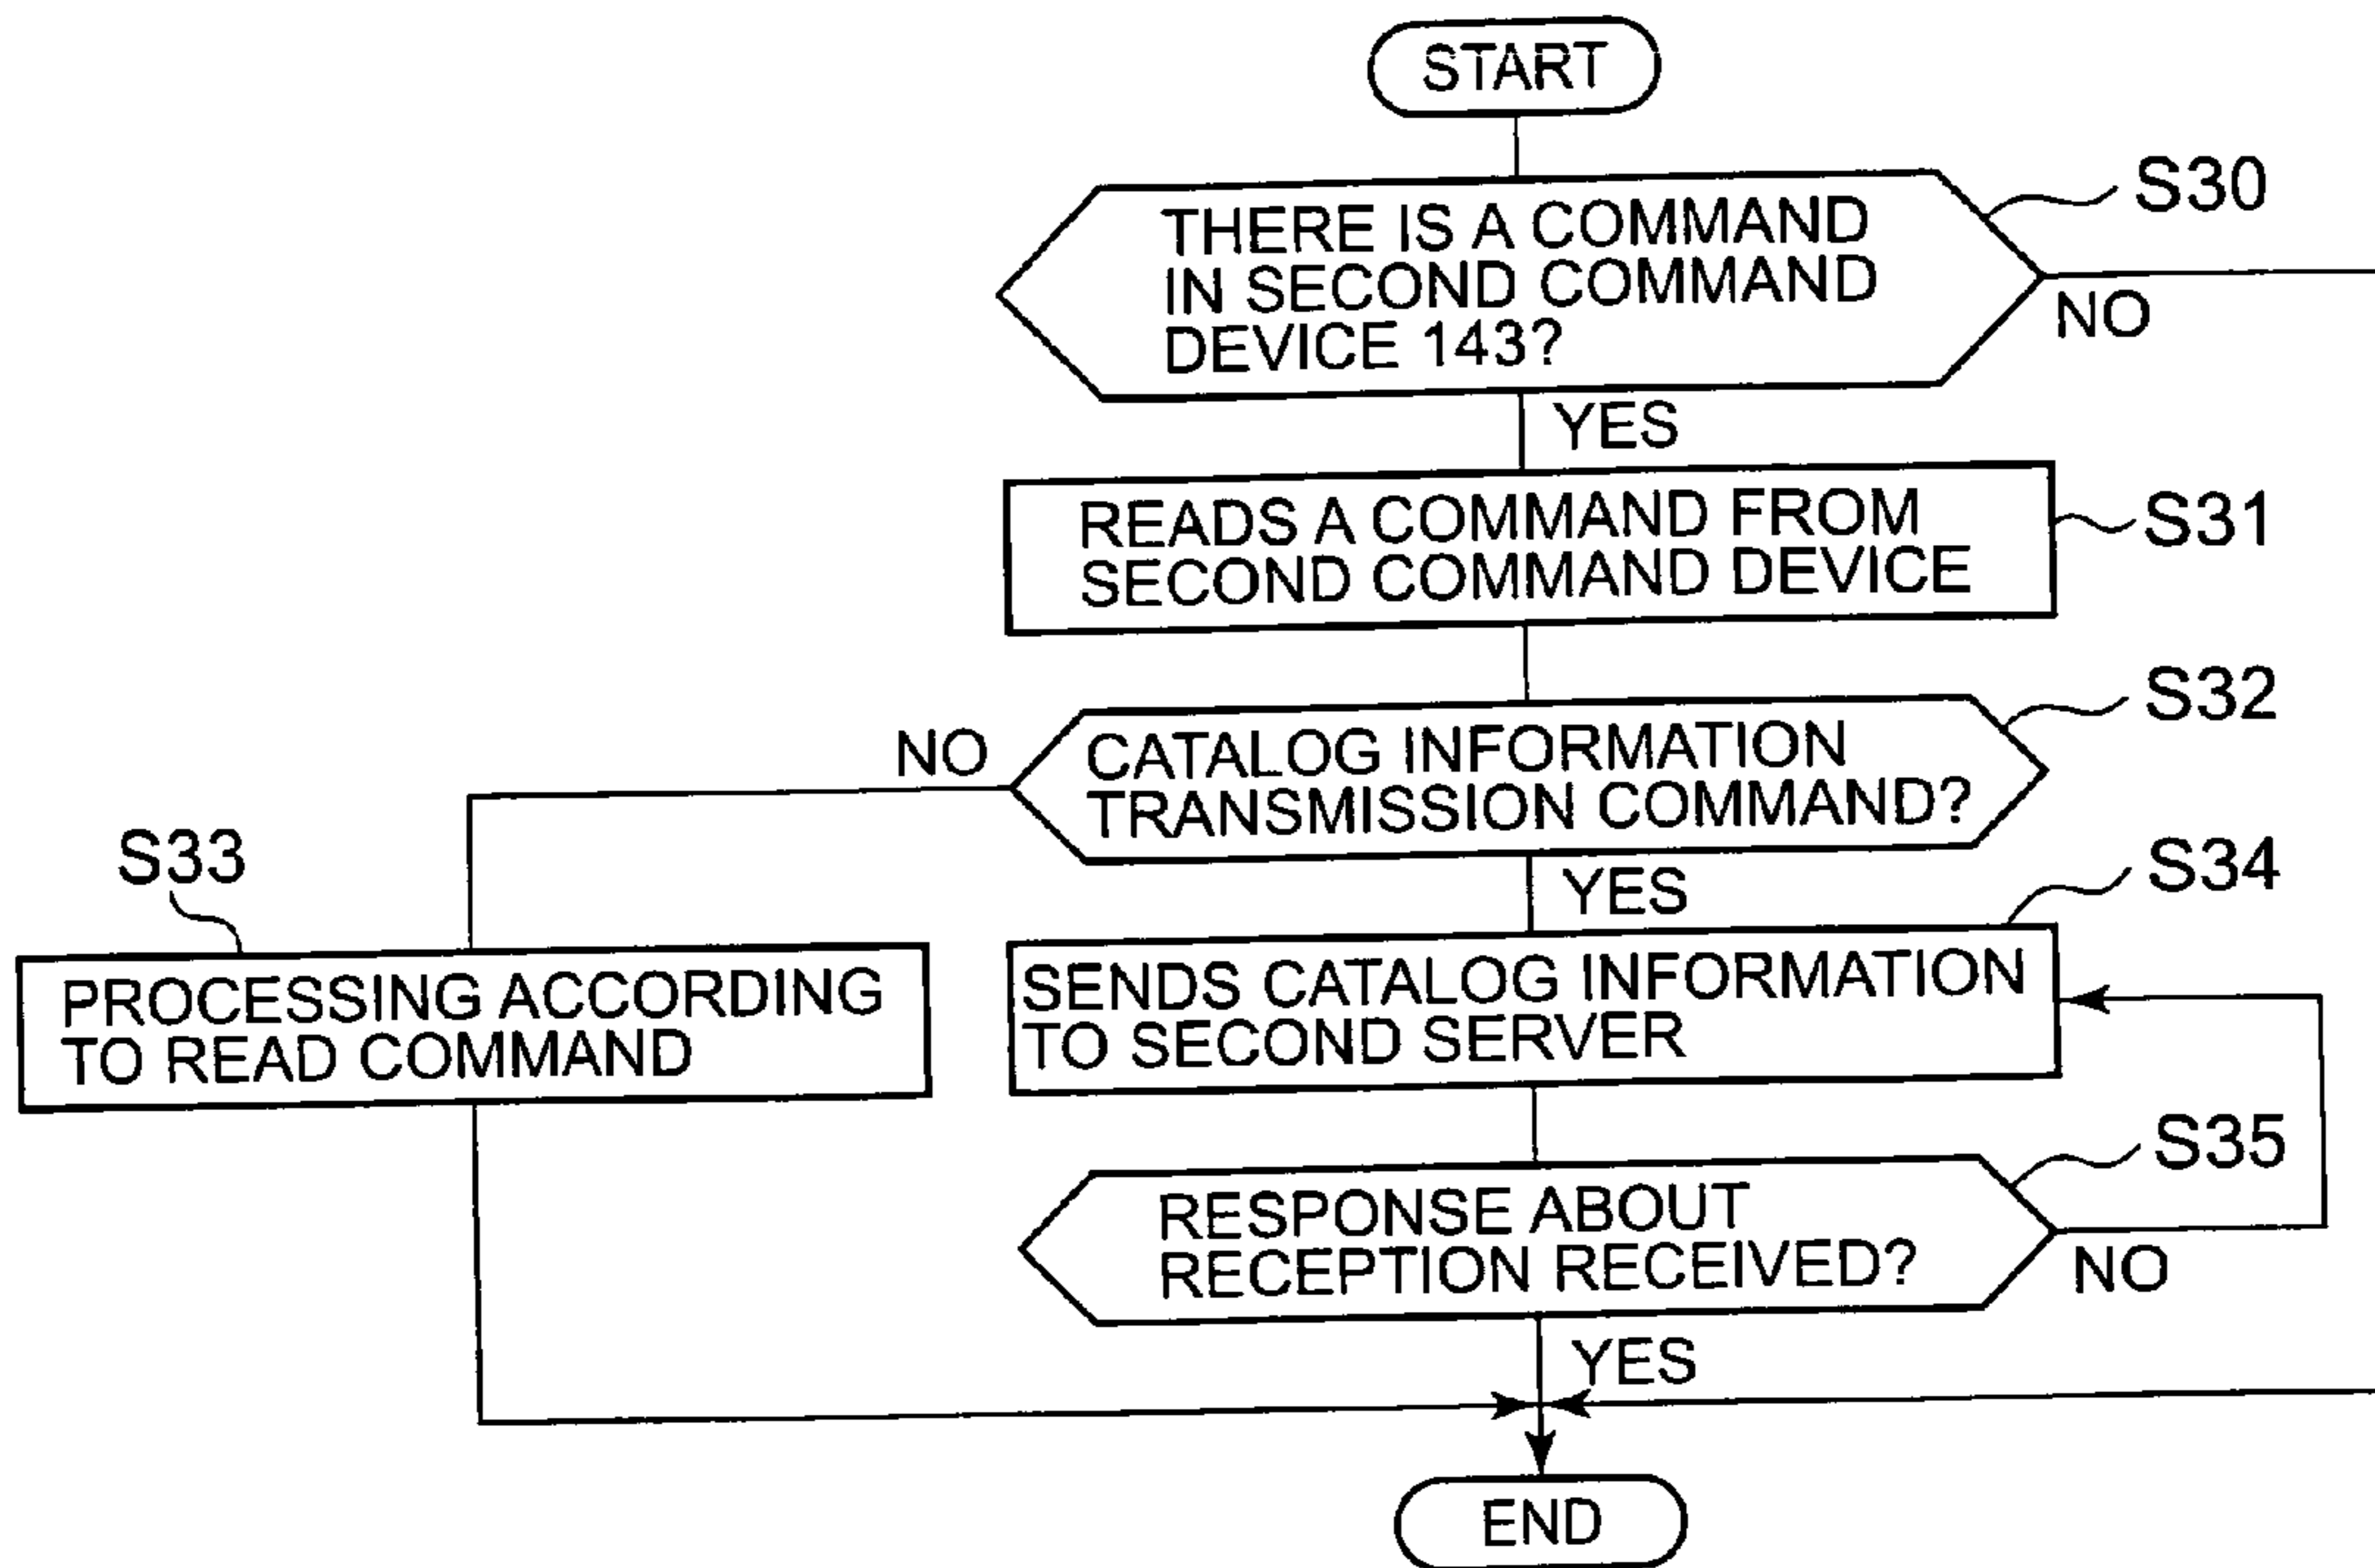 START
S30
THERE IS A COMMAND
IN SECOND COMMAND
DEVICE 143?
NO
YES
READS A COMMAND FROM
SECOND COMMAND DEVICE
S31
S32
NO
CATALOG INFORMATION
TRANSMISSION COMMAND?
S33
YES
S34
PROCESSING ACCORDING
TO READ COMMAND
SENDS CATALOG INFORMATION
TO SECOND SERVER
S35
RESPONSE ABOUT
RECEPTION RECEIVED?
NO
YES
END